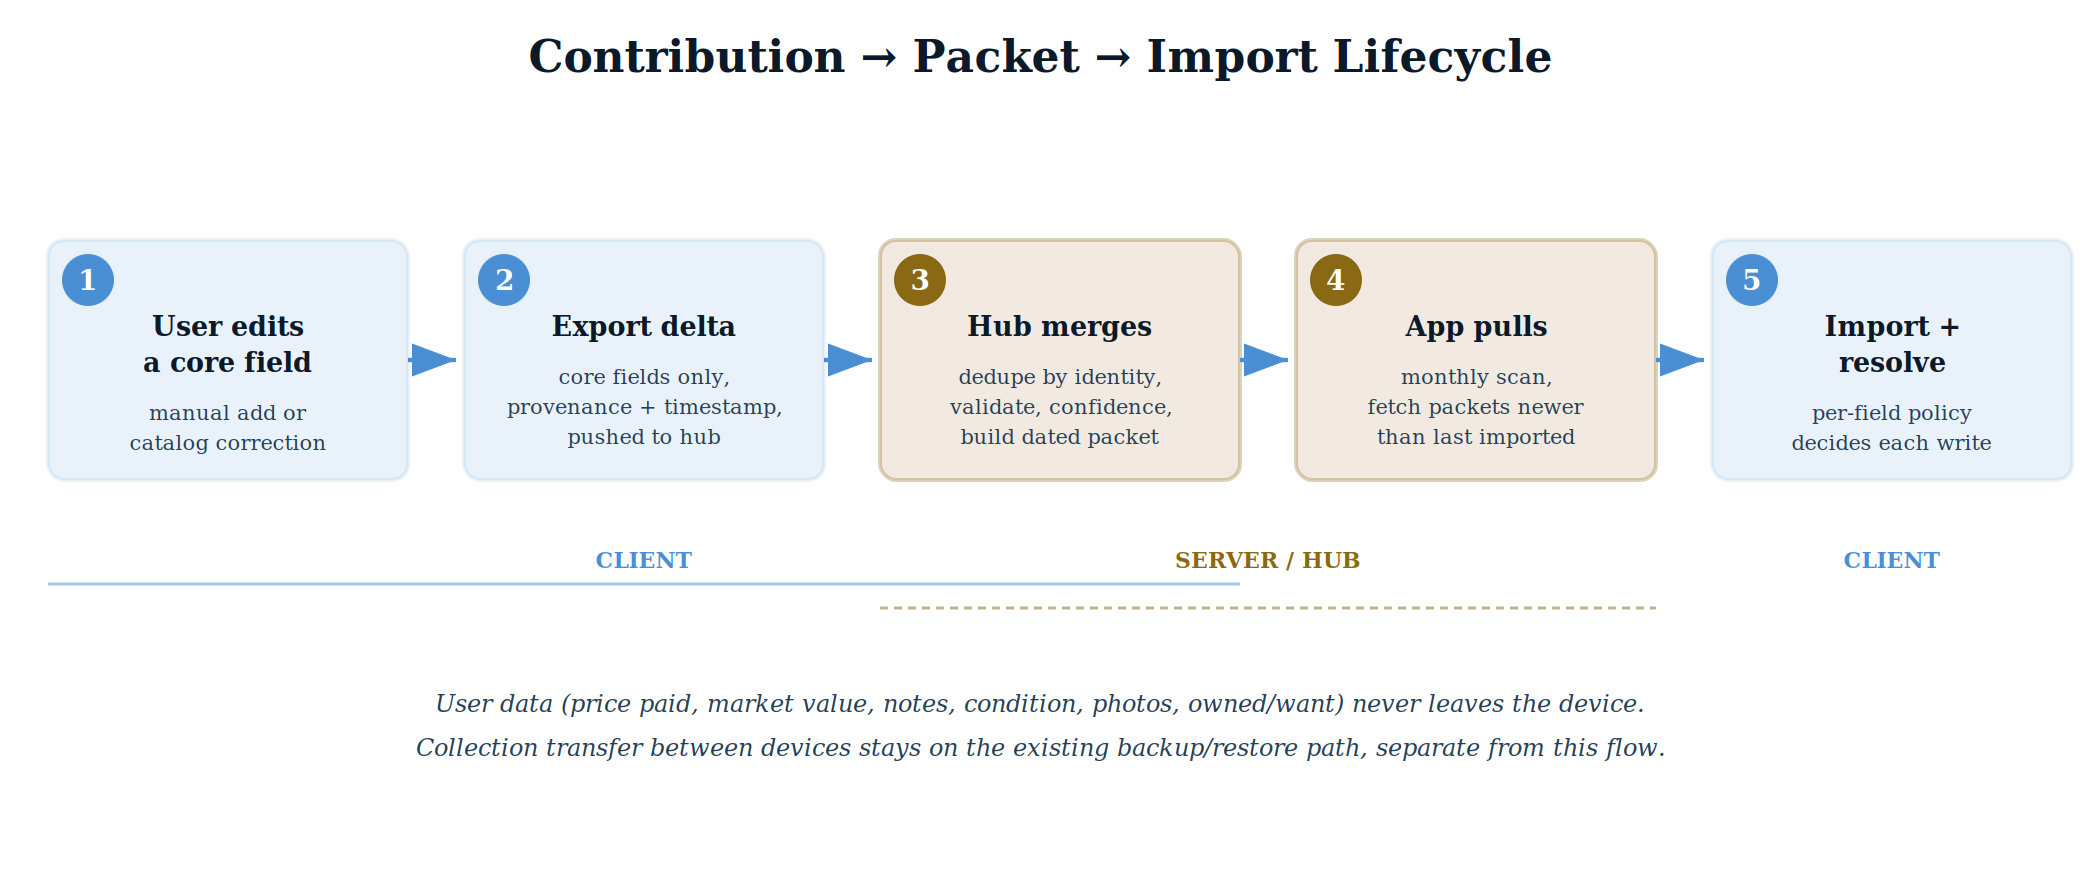 Contribution → Packet → Import Lifecycle
1
User edits
a core field
manual add or
catalog correction
2
Export delta
core fields only,
provenance + timestamp,
pushed to hub
3
Hub merges
dedupe by identity,
validate, confidence,
build dated packet
4
App pulls
monthly scan,
fetch packets newer
than last imported
5
Import +
resolve
per-field policy
decides each write
CLIENT
SERVER / HUB
CLIENT
User data (price paid, market value, notes, condition, photos, owned/want) never leaves the device.
Collection transfer between devices stays on the existing backup/restore path, separate from this flow.